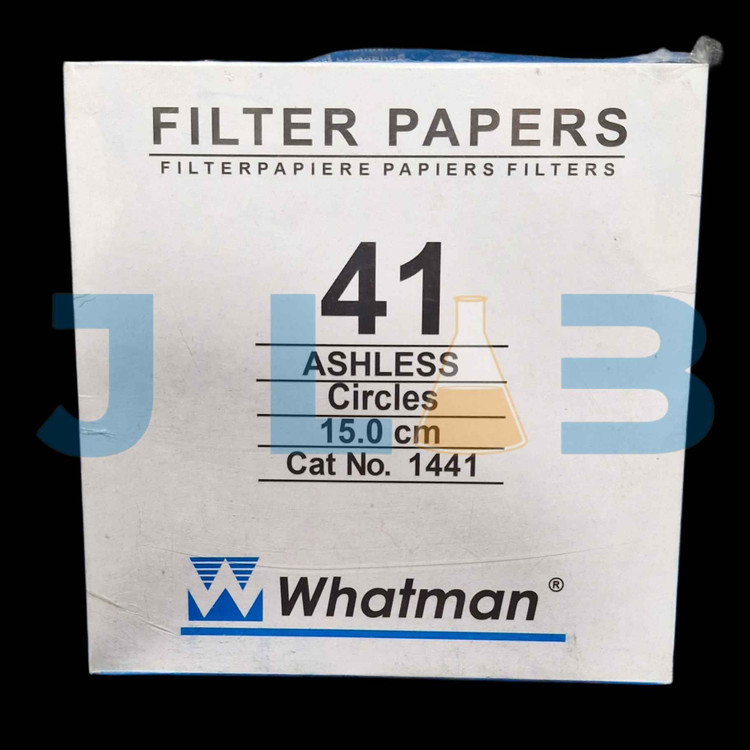 FILTER PAPERS
FILTERPAPIERE PAPIERS FILTERS
41
ASHLESS
Circles
15.0 cm
Cat No. 1441
J L B
Whatman®